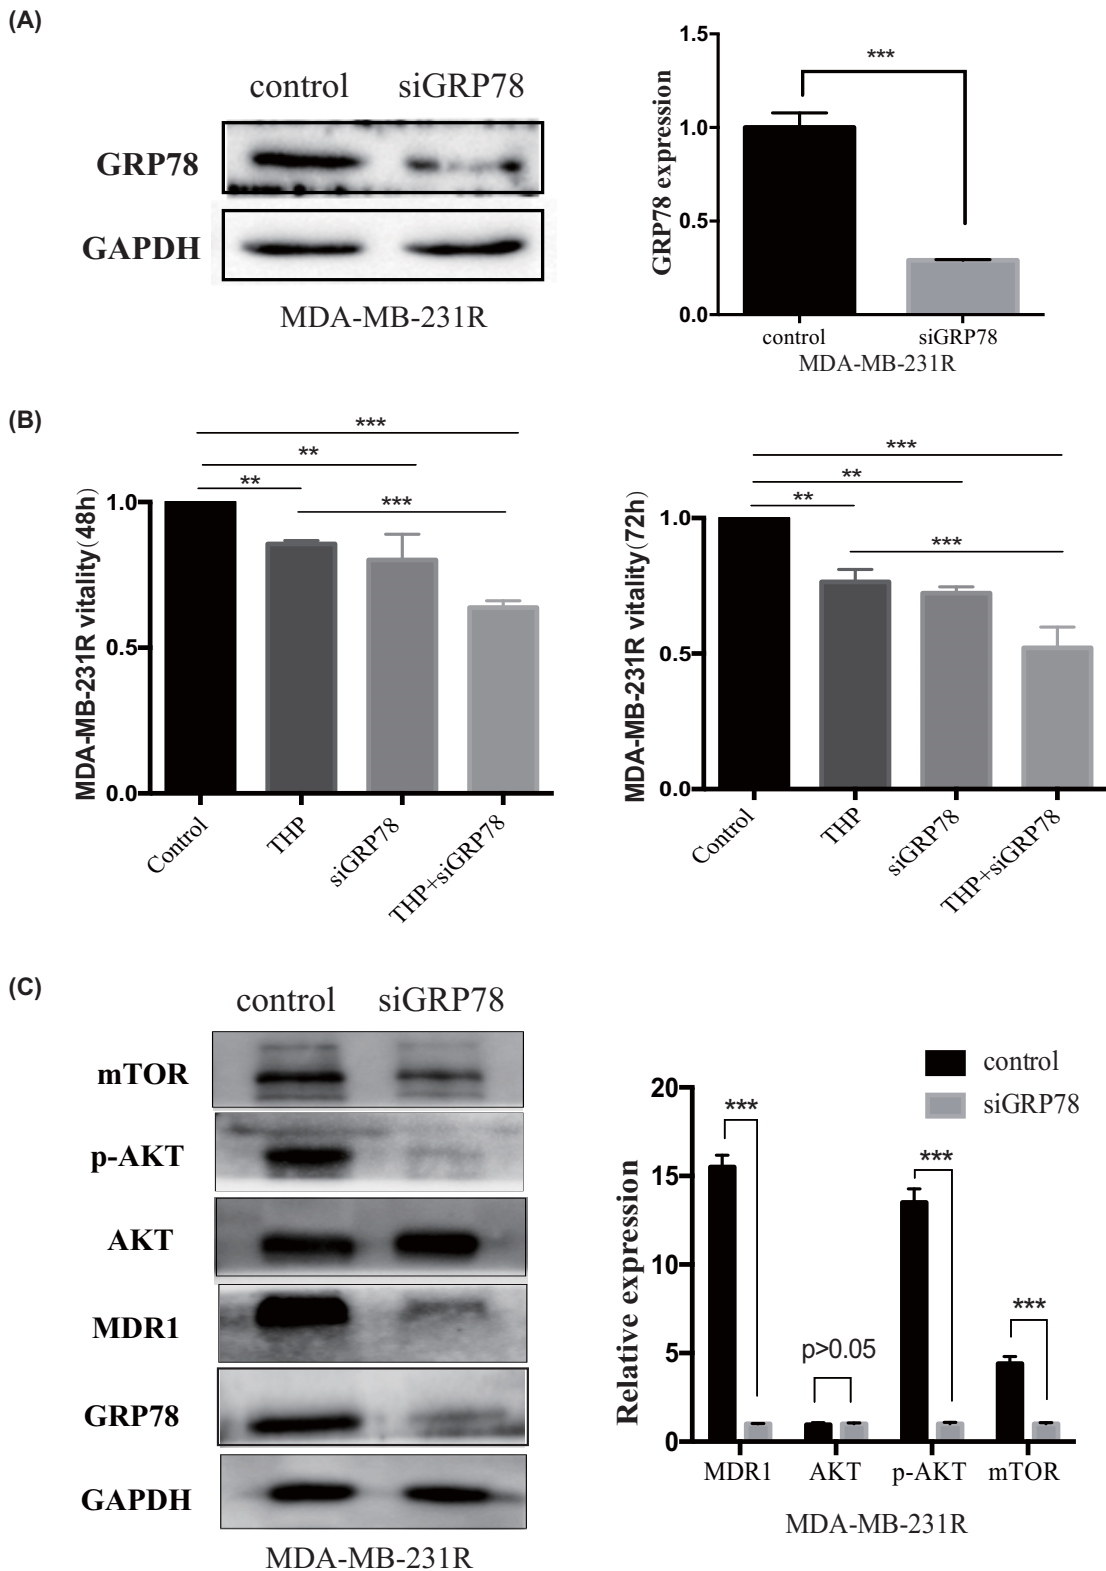 (A)
control siGRP78
GRP78
GAPDH
MDA-MB-231R
GRP78 expression
1.5
1.0
0.5
0.0
***
control siGRP78
MDA-MB-231R
(B)
MDA-MB-231R vitality(48h)
1.0
0.5
0.0
***
**
**
***
Control
THP
siGRP78
THP+siGRP78
MDA-MB-231R vitality(72h)
1.0
0.5
0.0
***
**
**
***
Control
THP
siGRP78
THP+siGRP78
(C)
control siGRP78
mTOR
p-AKT
AKT
MDR1
GRP78
GAPDH
MDA-MB-231R
control
siGRP78
Relative expression
20
15
10
5
0
***
p>0.05
***
***
MDR1 AKT p-AKT mTOR
MDA-MB-231R